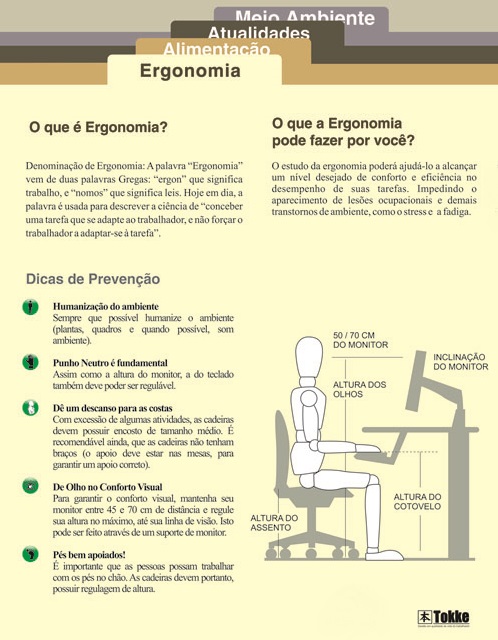 Meio Ambiente
Atualidades
Alimentação
Ergonomia
O que é Ergonomia?
Denominação de Ergonomia: A palavra “Ergonomia”
vem de duas palavras Gregas: “ergon” que significa
trabalho, e “nomos” que significa leis. Hoje em dia, a
palavra é usada para descrever a ciência de “conceber
uma tarefa que se adapte ao trabalhador, e não forçar o
trabalhador a adaptar-se à tarefa”.
O que a Ergonomia
pode fazer por você?
O estudo da ergonomia poderá ajudá-lo a alcançar
um nível desejado de conforto e eficiência no
desempenho de suas tarefas. Impedindo o
aparecimento de lesões ocupacionais e demais
transtornos de ambiente, como o stress e a fadiga.
Dicas de Prevenção
Humanização do ambiente
Sempre que possível humanize o ambiente
(plantas, quadros e quando possível, som
ambiente).
Punho Neutro é fundamental
Assim como a altura do monitor, a do teclado
também deve poder ser regulável.
Dê um descanso para as costas
Com excessão de algumas atividades, as cadeiras
devem possuir encosto de tamanho médio. É
recomendável ainda, que as cadeiras não tenham
braços (o apoio deve estar nas mesas, para
garantir um apoio correto).
De Olho no Conforto Visual
Para garantir o conforto visual, mantenha seu
monitor entre 45 e 70 cm de distância e regule
sua altura no máximo, até sua linha de visão. Isto
pode ser feito através de um suporte de monitor.
Pés bem apoiados!
É importante que as pessoas possam trabalhar
com os pés no chão. As cadeiras devem portanto,
possuir regulagem de altura.
50 / 70 CM
DO MONITOR
INCLINAÇÃO
DO MONITOR
ALTURA DOS
OLHOS
ALTURA DO
COTOVELO
ALTURA DO
ASSENTO
Tokke